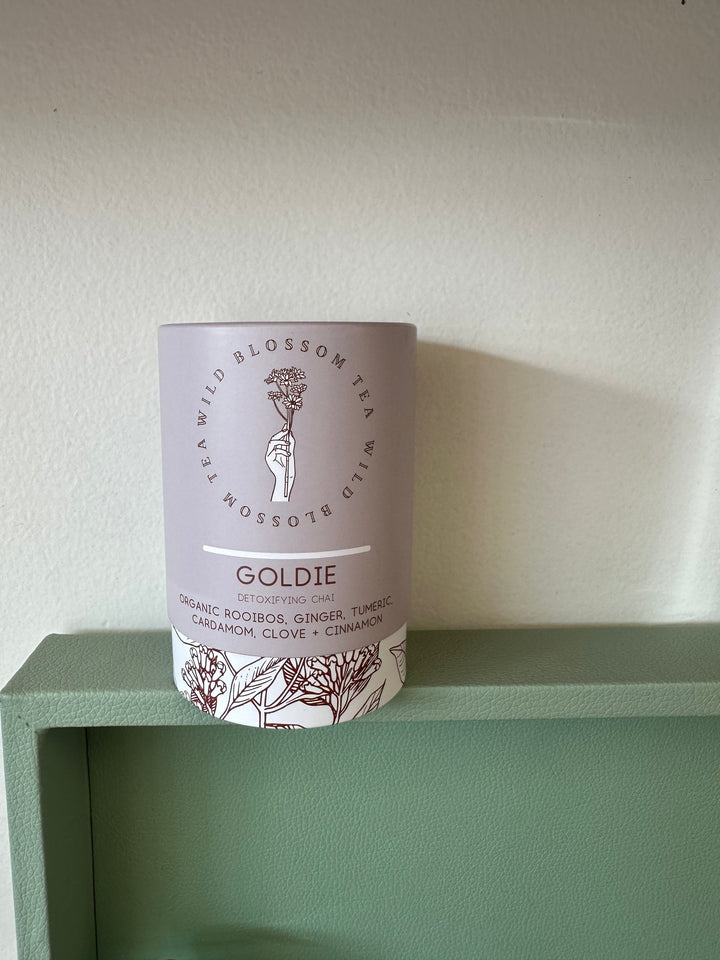 WILD BLOSSOM TEA WILD BLOSSOM TEA
GOLDIE
DETOXIFYING CHAI
ORGANIC ROOIBOS, GINGER, TUMERIC,
CARDAMOM, CLOVE + CINNAMON